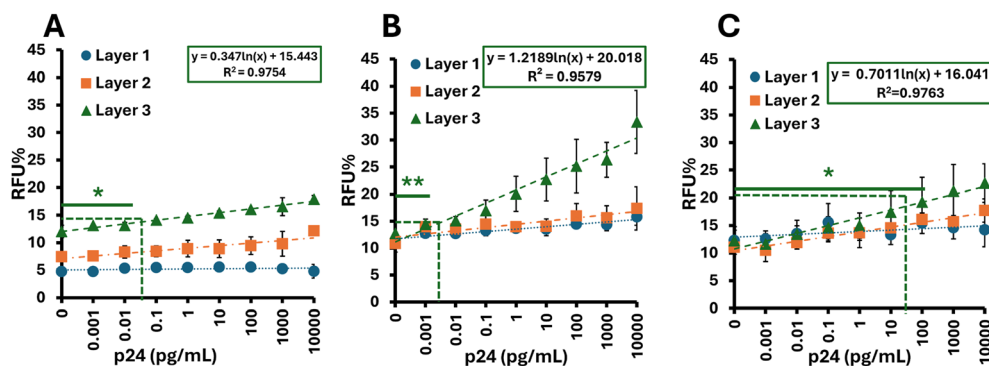 A
45
40
35
30
25
20
15
10
5
0
RFU%
Layer 1
Layer 2
Layer 3
y = 0.347ln(x) + 15.443
R² = 0.9754
*
0
0.001
0.01
0.1
1
10
100
1000
10000
p24 (pg/mL)
B
45
40
35
30
25
20
15
10
5
0
RFU%
Layer 1
Layer 2
Layer 3
y = 1.2189ln(x) + 20.018
R² = 0.9579
**
0
0.001
0.01
0.1
1
10
100
1000
10000
p24 (pg/mL)
C
45
40
35
30
25
20
15
10
5
0
RFU%
Layer 1
Layer 2
Layer 3
y = 0.7011ln(x) + 16.041
R²=0.9763
*
0
0.001
0.01
0.1
1
10
100
1000
10000
p24 (pg/mL)